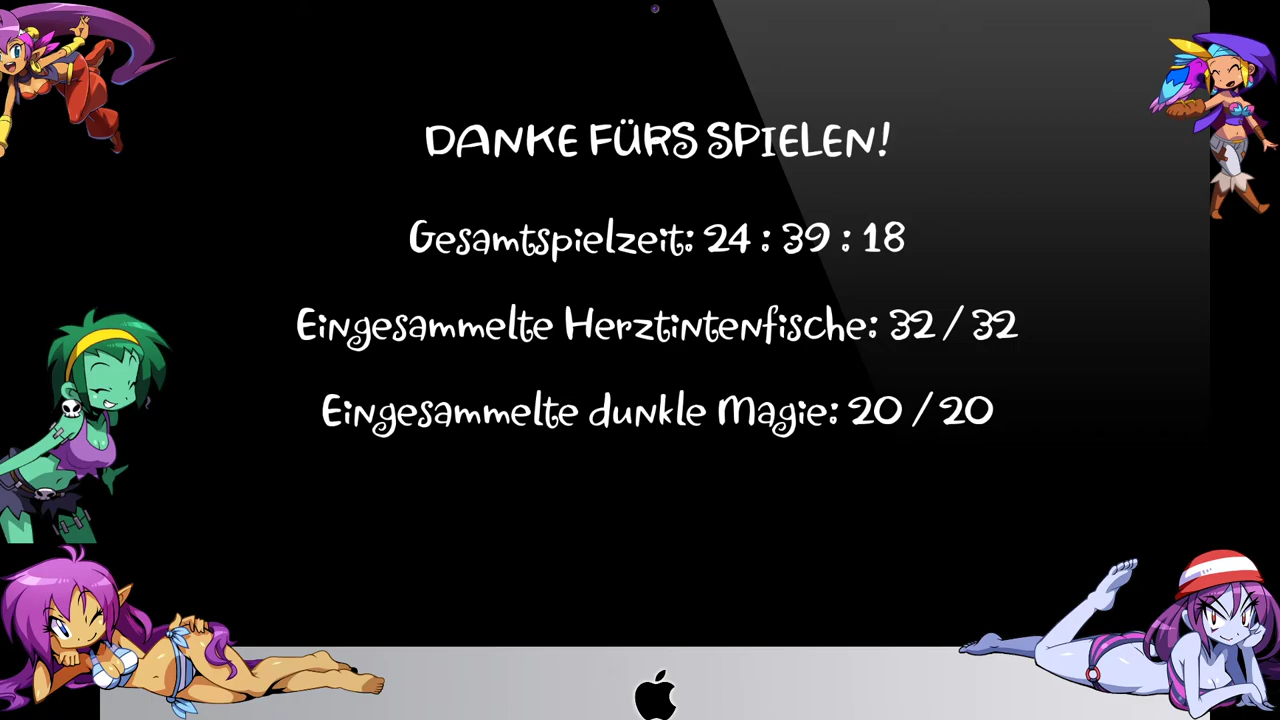 DANKE FÜRS SPIELEN!
Gesamtspielzeit: 24 : 39 : 18
Eingesammelte Herztintenfische: 32 / 32
Eingesammelte dunkle Magie: 20 / 20